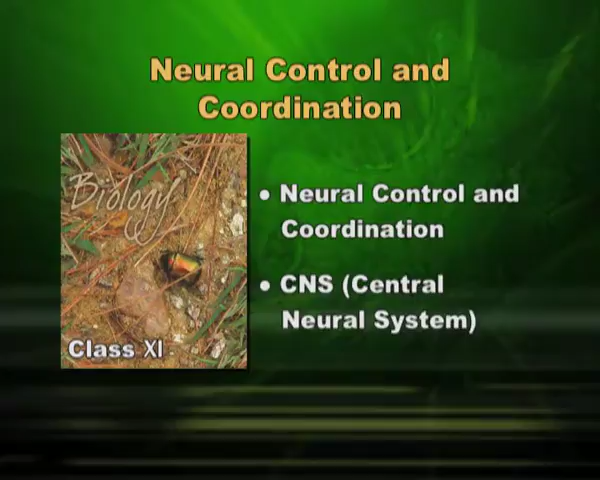 Neural Control and
Coordination
Biology
Class XI
• Neural Control and
Coordination
• CNS (Central
Neural System)